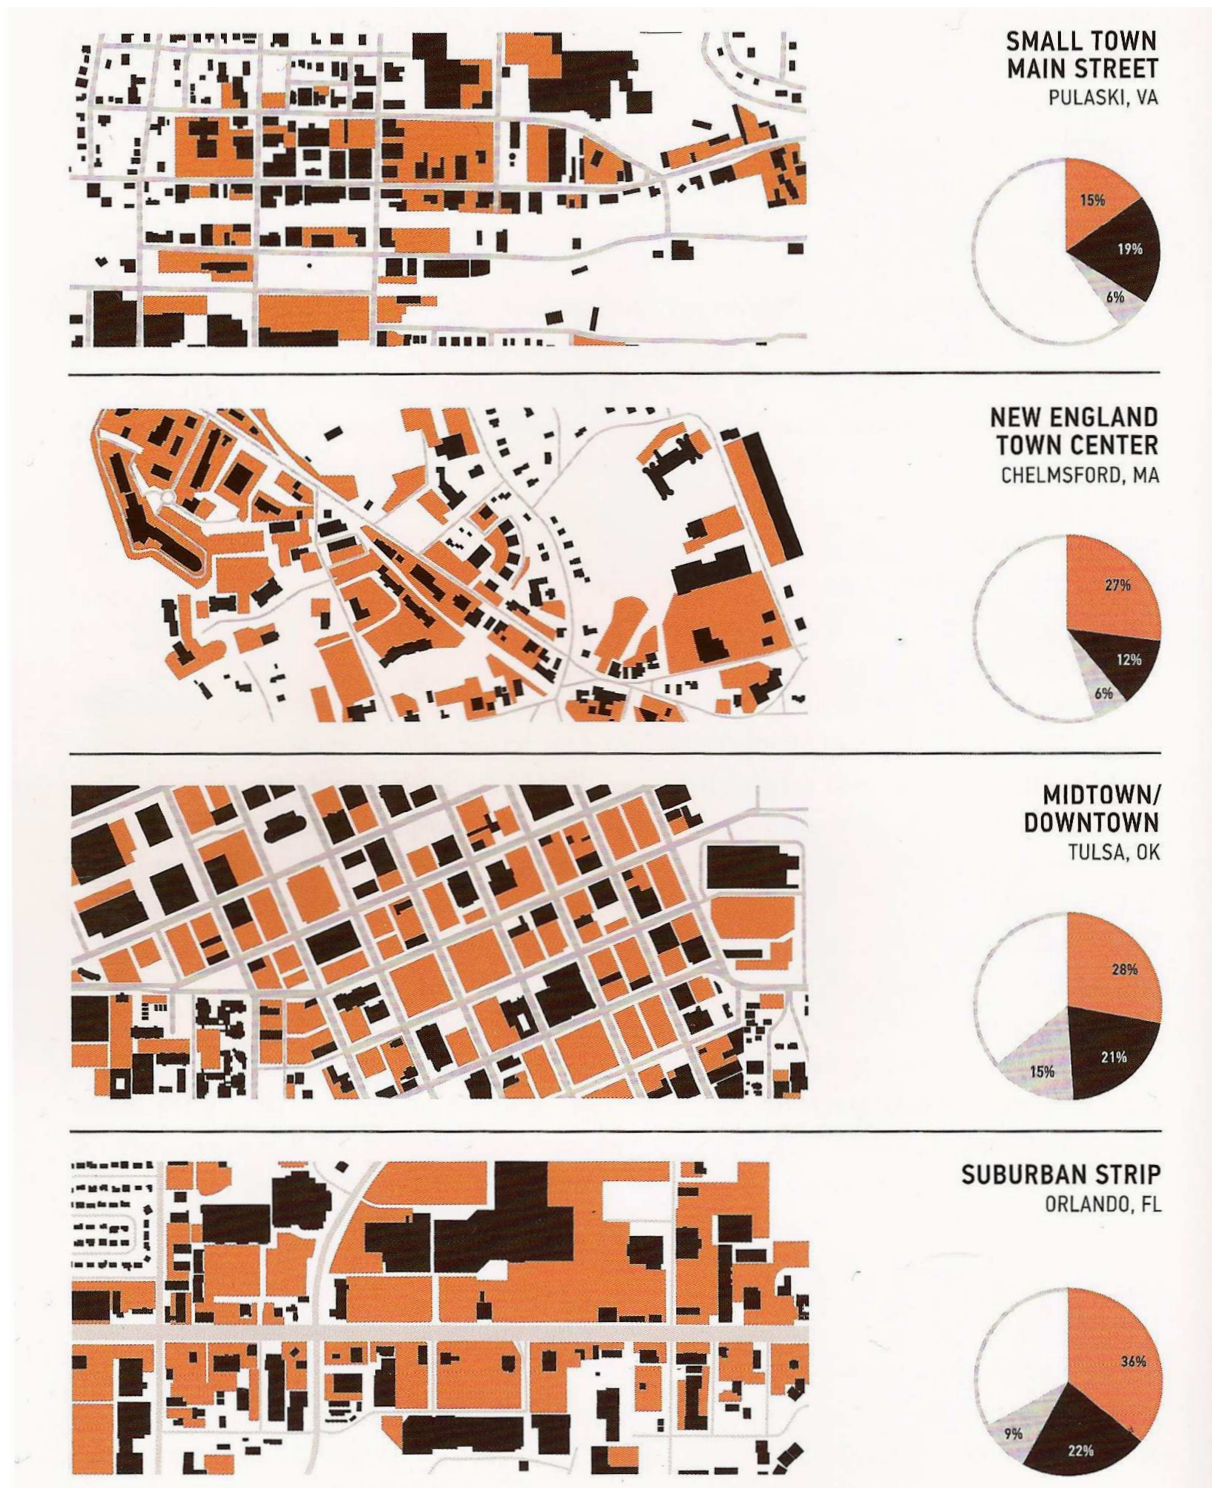 SMALL TOWN
MAIN STREET
PULASKI, VA
15%
19%
6%
NEW ENGLAND
TOWN CENTER
CHELMSFORD, MA
27%
12%
6%
MIDTOWN/
DOWNTOWN
TULSA, OK
28%
21%
15%
SUBURBAN STRIP
ORLANDO, FL
36%
22%
9%